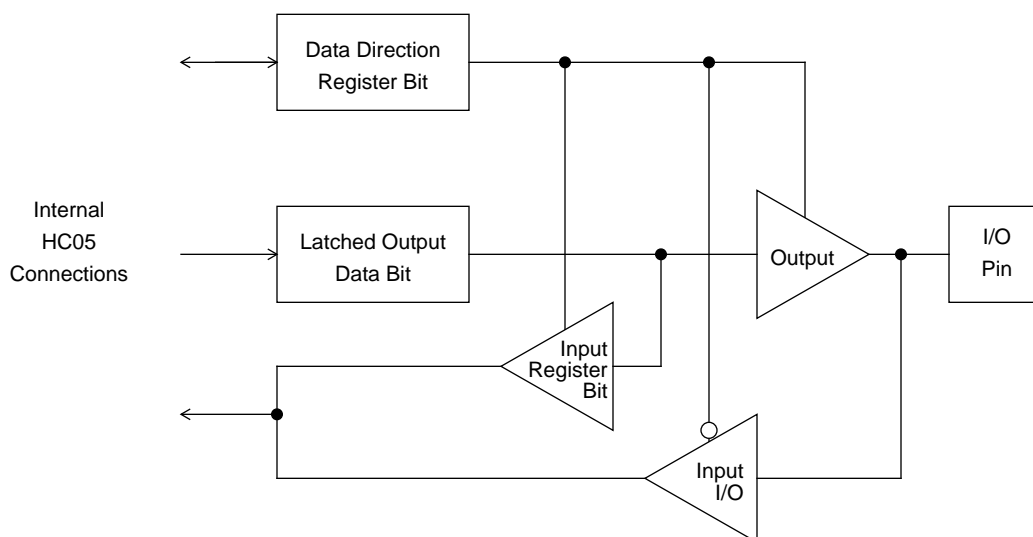 Data Direction
Register Bit
Internal
HC05
Connections
Latched Output
Data Bit
Output
I/O
Pin
Input
Register
Bit
Input
I/O